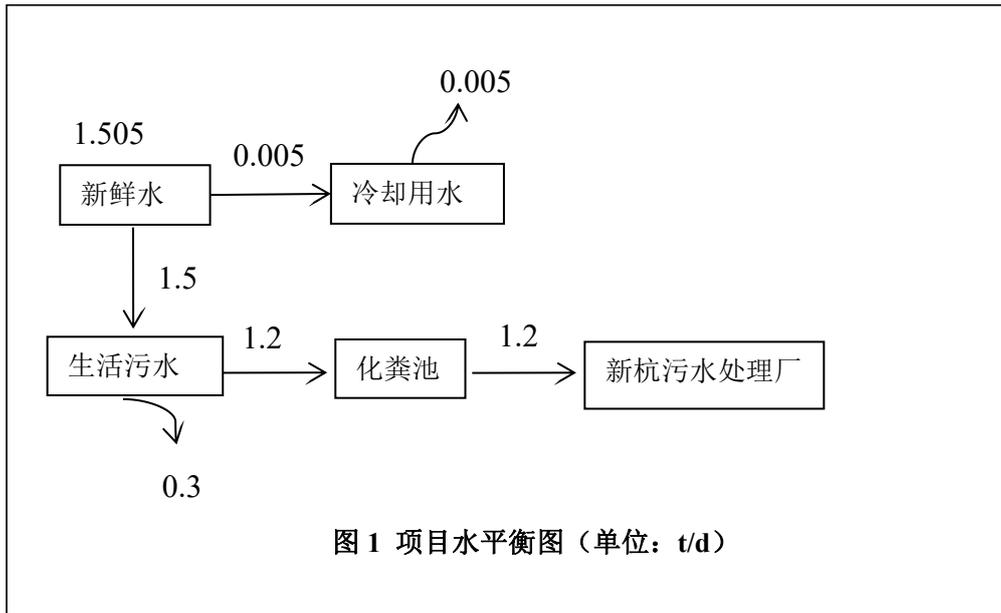 0.005
1.505
0.005
新鲜水
冷却用水
1.5
1.2
1.2
生活污水
化粪池
新杭污水处理厂
0.3
图 1 项目水平衡图（单位：t/d）